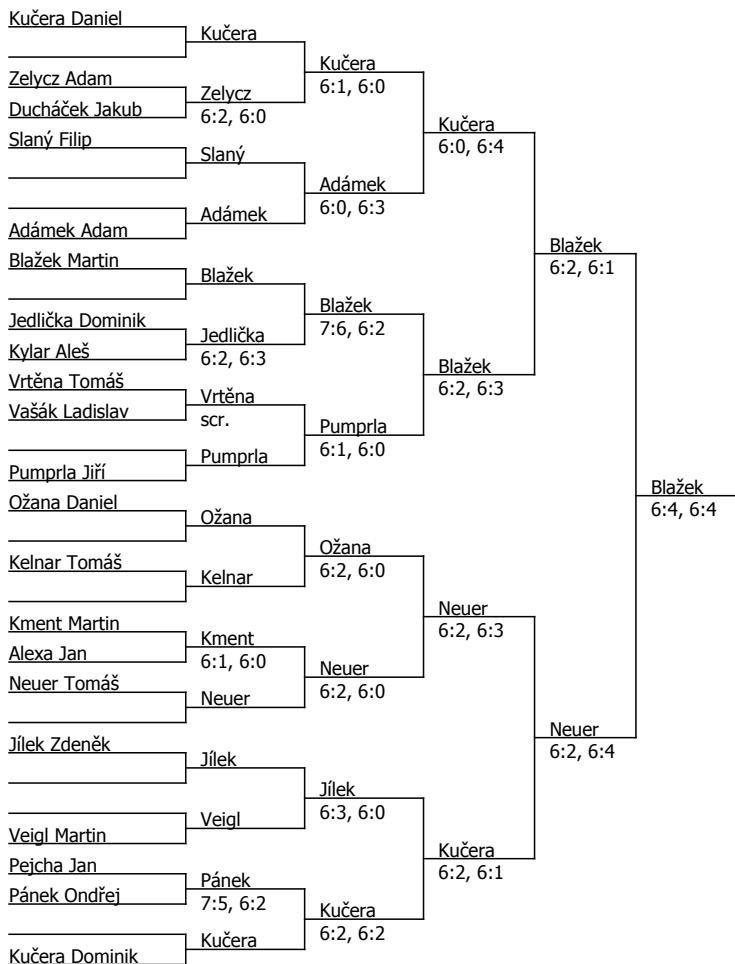 Kučera Daniel
Kučera
Kučera
6:1, 6:0
Zelycz Adam
Zelycz
6:2, 6:0
Ducháček Jakub
Kučera
6:0, 6:4
Slaný Filip
Slaný
Adámek
6:0, 6:3
Adámek
Adámek Adam
Blažek
6:2, 6:1
Blažek Martin
Blažek
Blažek
7:6, 6:2
Jedlička Dominik
Jedlička
6:2, 6:3
Kylar Aleš
Blažek
6:2, 6:3
Vrtěna Tomáš
Vrtěna
scr.
Vašák Ladislav
Pumprla
6:1, 6:0
Pumprla
Pumprla Jiří
Blažek
6:4, 6:4
Ožana Daniel
Ožana
Ožana
6:2, 6:0
Kelnar Tomáš
Kelnar
Neuer
6:2, 6:3
Kment Martin
Kment
6:1, 6:0
Alexa Jan
Neuer
6:2, 6:0
Neuer Tomáš
Neuer
Neuer
6:2, 6:4
Jílek Zdeněk
Jílek
Jílek
6:3, 6:0
Veigl
Veigl Martin
Kučera
6:2, 6:1
Pejcha Jan
Pánek
7:5, 6:2
Pánek Ondřej
Kučera
6:2, 6:2
Kučera
Kučera Dominik